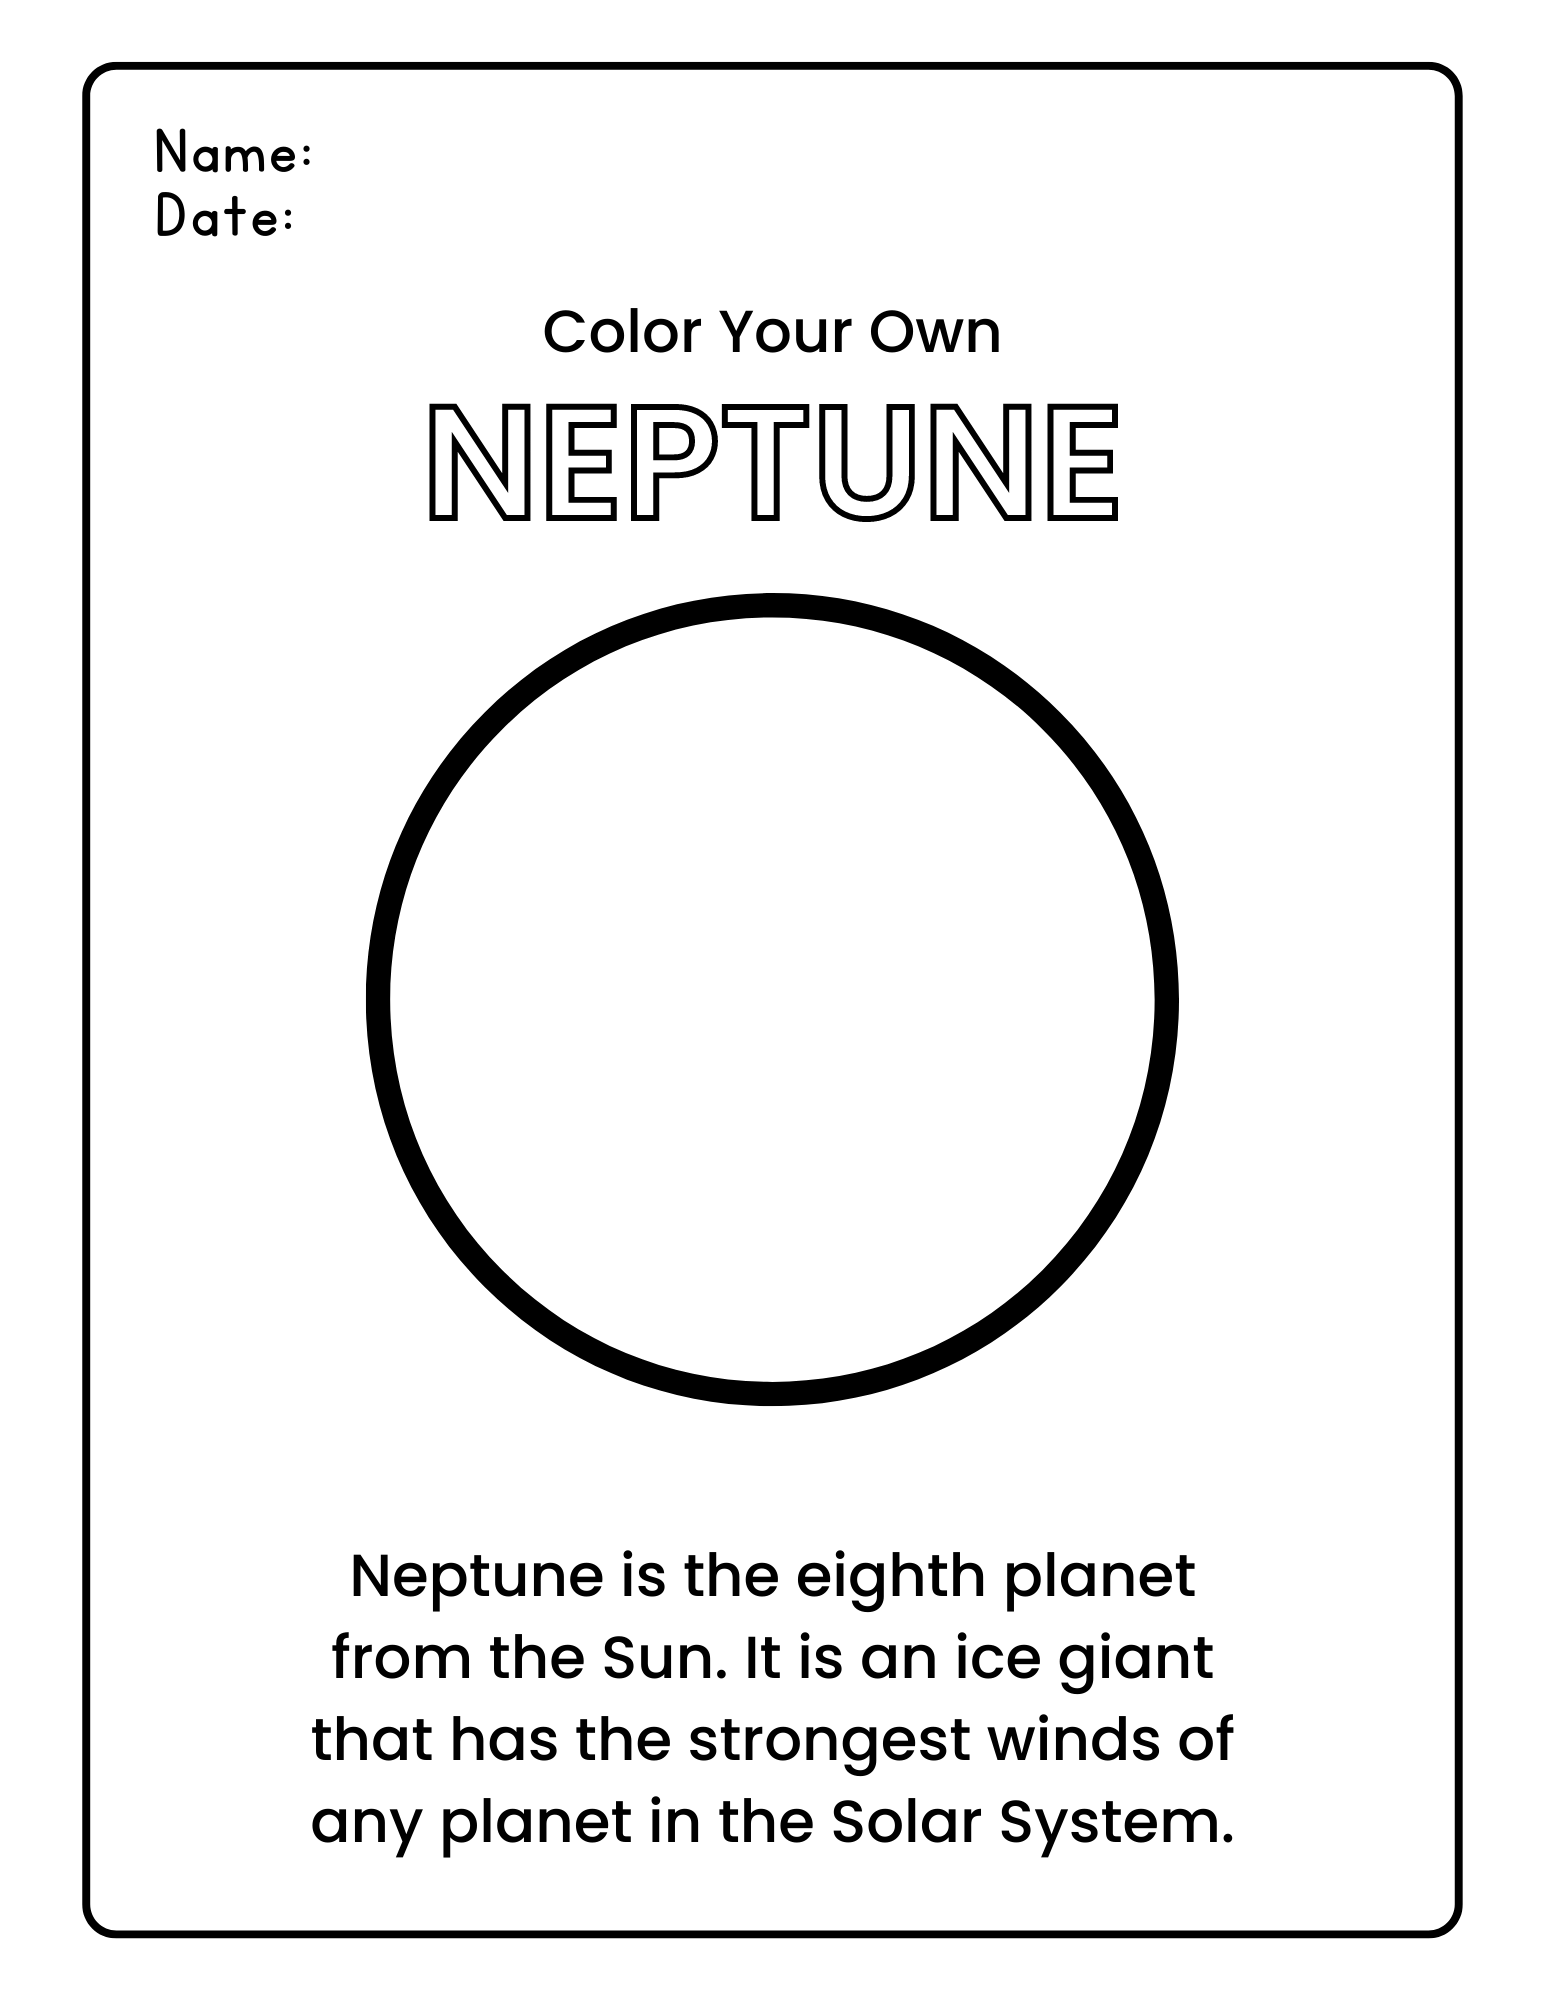 Name:
Date:
Color Your Own
NEPTUNE
Neptune is the eighth planet
from the Sun. It is an ice giant
that has the strongest winds of
any planet in the Solar System.